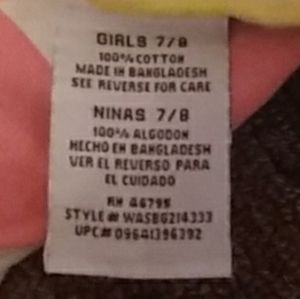 GIRLS 7/8
100% COTTON
MADE IN BANGLADESH
SEE REVERSE FOR CARE
NINAS 7/8
100% ALGODON
HECHO EN BANGLADESH
VER EL REVERSO PARA
EL CUIDADO
RN 46795
STYLE# WASBG214333
UPC# 09641396392